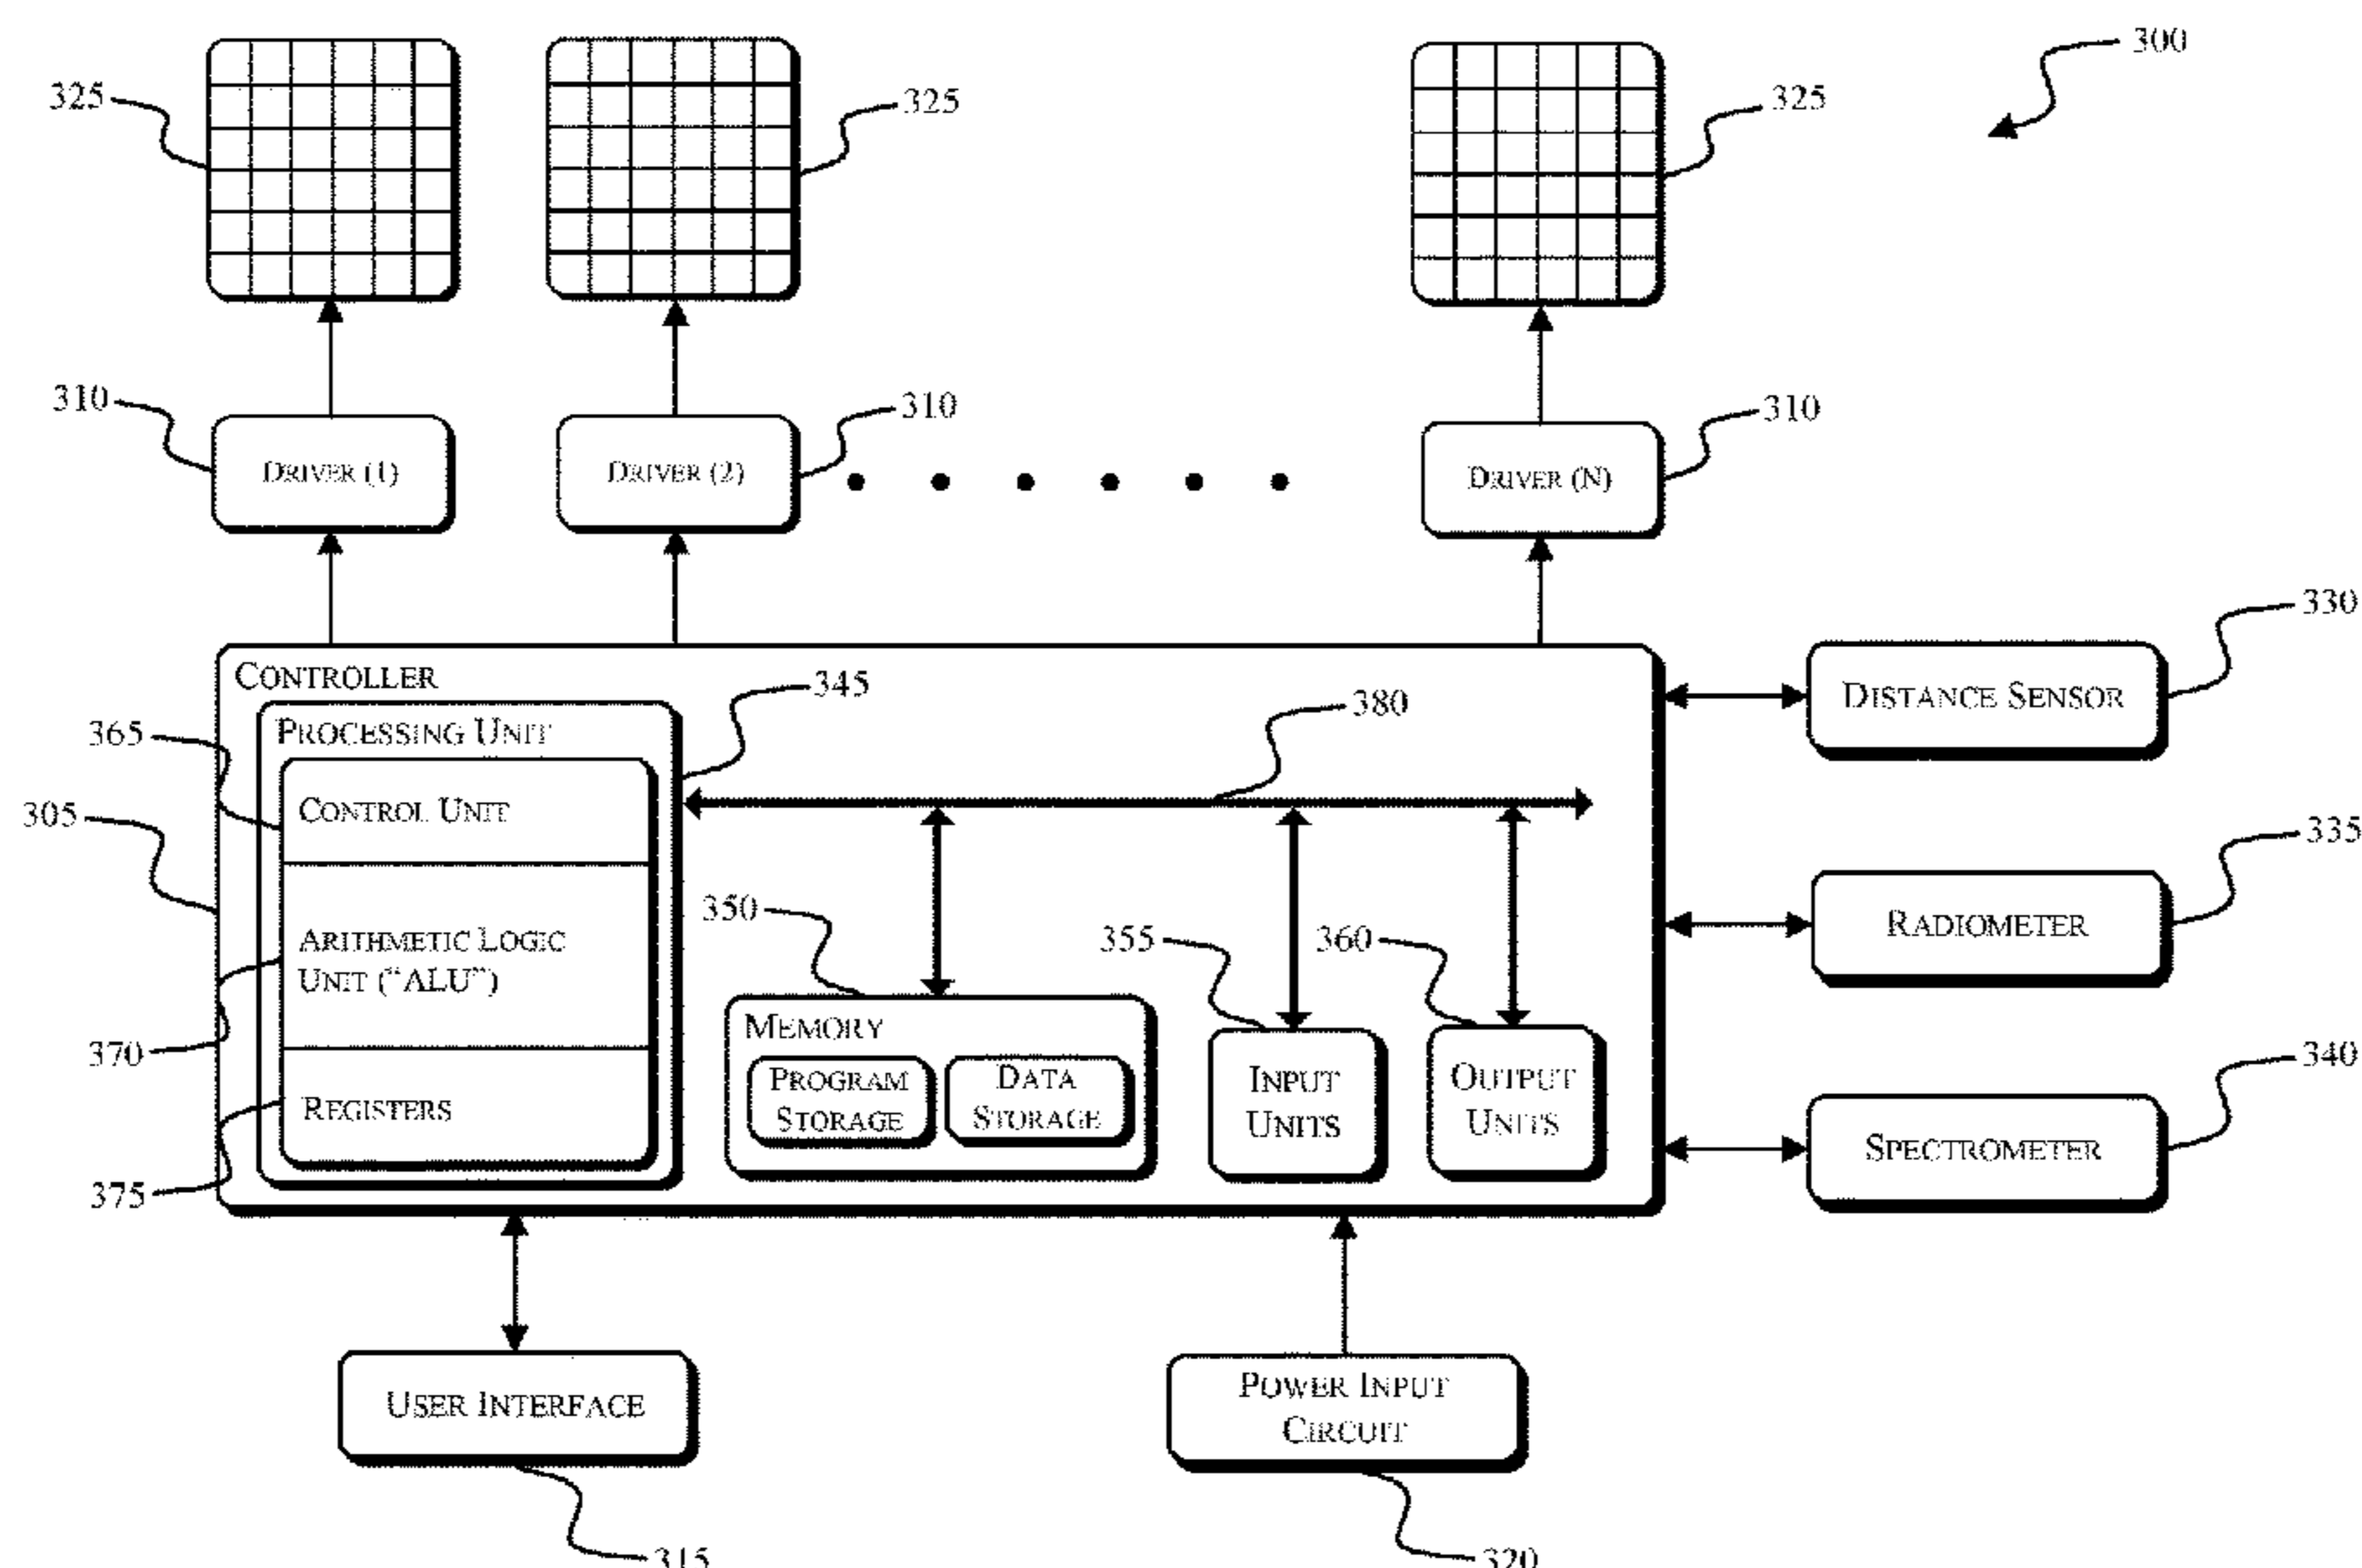 300
325
325
325
310
310
310
DRIVER (1)
DRIVER (2)
DRIVER (N)
330
CONTROLLER
345
DISTANCE SENSOR
380
PROCESSING UNIT
365
CONTROL UNIT
305
335
350
RADIOMETER
355
360
ARITHMETIC LOGIC
UNIT (“ALU”)
MEMORY
370
340
PROGRAM
STORAGE
DATA
STORAGE
INPUT
UNITS
OUTPUT
UNITS
REGISTERS
SPECTROMETER
375
USER INTERFACE
POWER INPUT
CIRCUIT
315
320